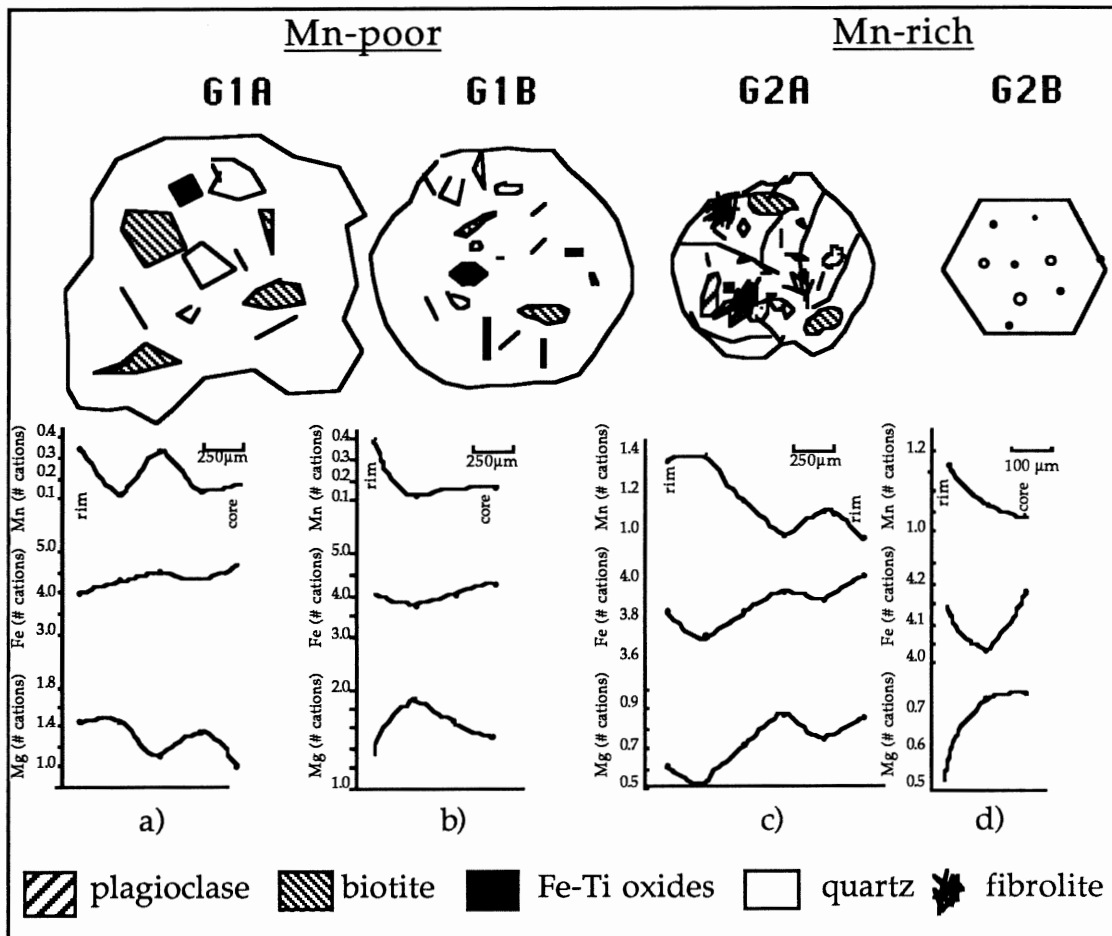 Mn-poor
Mn-rich
G1A
G1B
G2A
G2B
Mn (# cations)
0.4
0.3
0.2
0.1
rim
core
250µm
Fe (# cations)
5.0
4.0
3.0
Mg (# cations)
1.8
1.4
1.0
a)
Mn (# cations)
0.4
0.3
0.2
0.1
rim
core
250µm
Fe (# cations)
5.0
4.0
3.0
Mg (# cations)
2.0
1.0
b)
Mn (# cations)
1.4
1.2
1.0
rim
rim
250µm
Fe (# cations)
4.0
3.8
3.6
Mg (# cations)
0.9
0.7
0.5
c)
Mn (# cations)
1.2
1.0
rim
core
100 µm
Fe (# cations)
4.2
4.1
4.0
Mg (# cations)
0.7
0.6
0.5
d)
plagioclase
biotite
Fe-Ti oxides
quartz
fibrolite